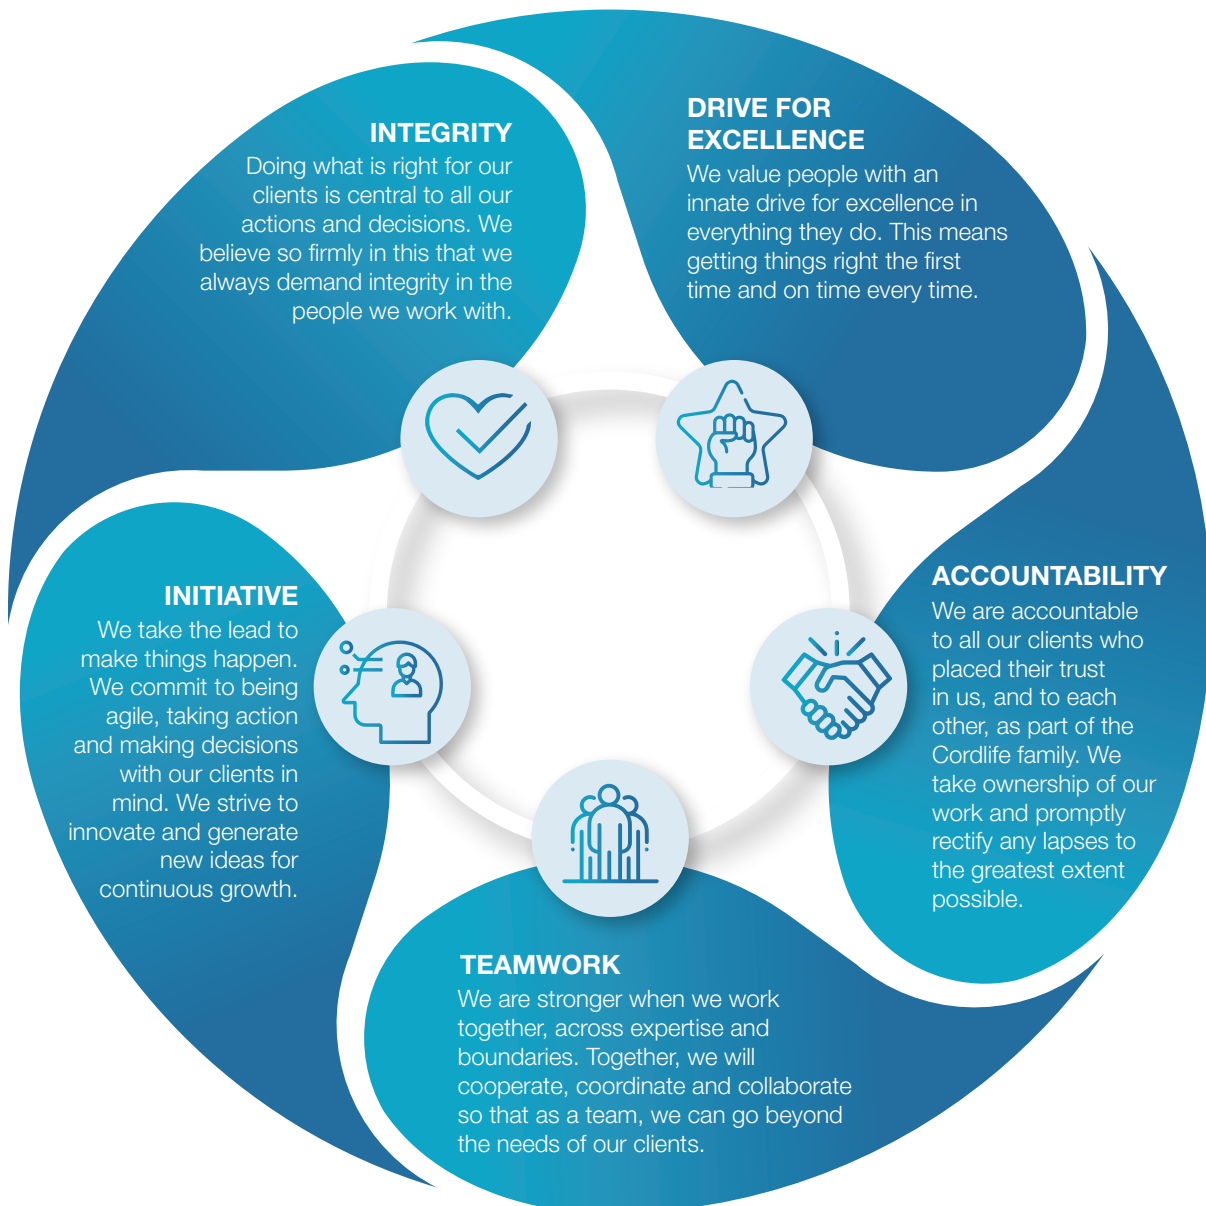 INTEGRITY
Doing what is right for our
clients is central to all our
actions and decisions. We
believe so firmly in this that we
always demand integrity in the
people we work with.
DRIVE FOR
EXCELLENCE
We value people with an
innate drive for excellence in
everything they do. This means
getting things right the first
time and on time every time.
ACCOUNTABILITY
We are accountable
to all our clients who
placed their trust
in us, and to each
other, as part of the
Cordlife family. We
take ownership of our
work and promptly
rectify any lapses to
the greatest extent
possible.
TEAMWORK
We are stronger when we work
together, across expertise and
boundaries. Together, we will
cooperate, coordinate and collaborate
so that as a team, we can go beyond
the needs of our clients.
INITIATIVE
We take the lead to
make things happen.
We commit to being
agile, taking action
and making decisions
with our clients in
mind. We strive to
innovate and generate
new ideas for
continuous growth.